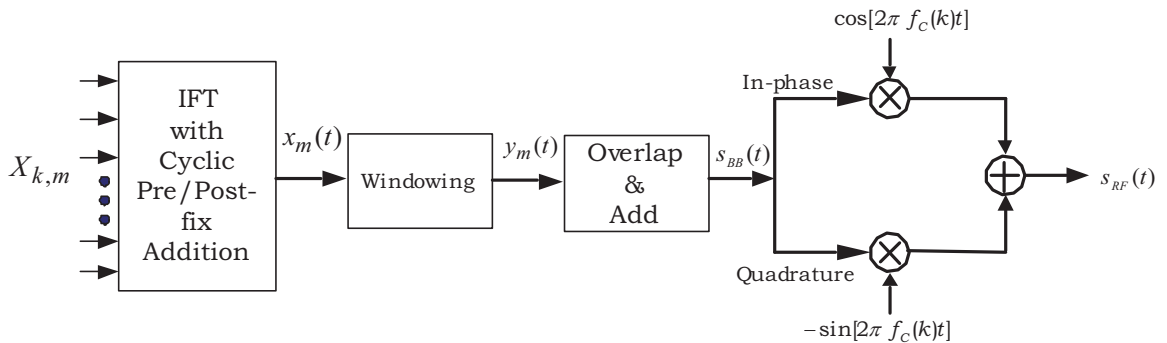 X_{k,m}
IFT
with
Cyclic
Pre/Post-
fix
Addition
x_m(t)
Windowing
y_m(t)
Overlap
&
Add
s_{BB}(t)
In-phase
cos[2π f_C(k)t]
Quadrature
−sin[2π f_C(k)t]
s_{RF}(t)